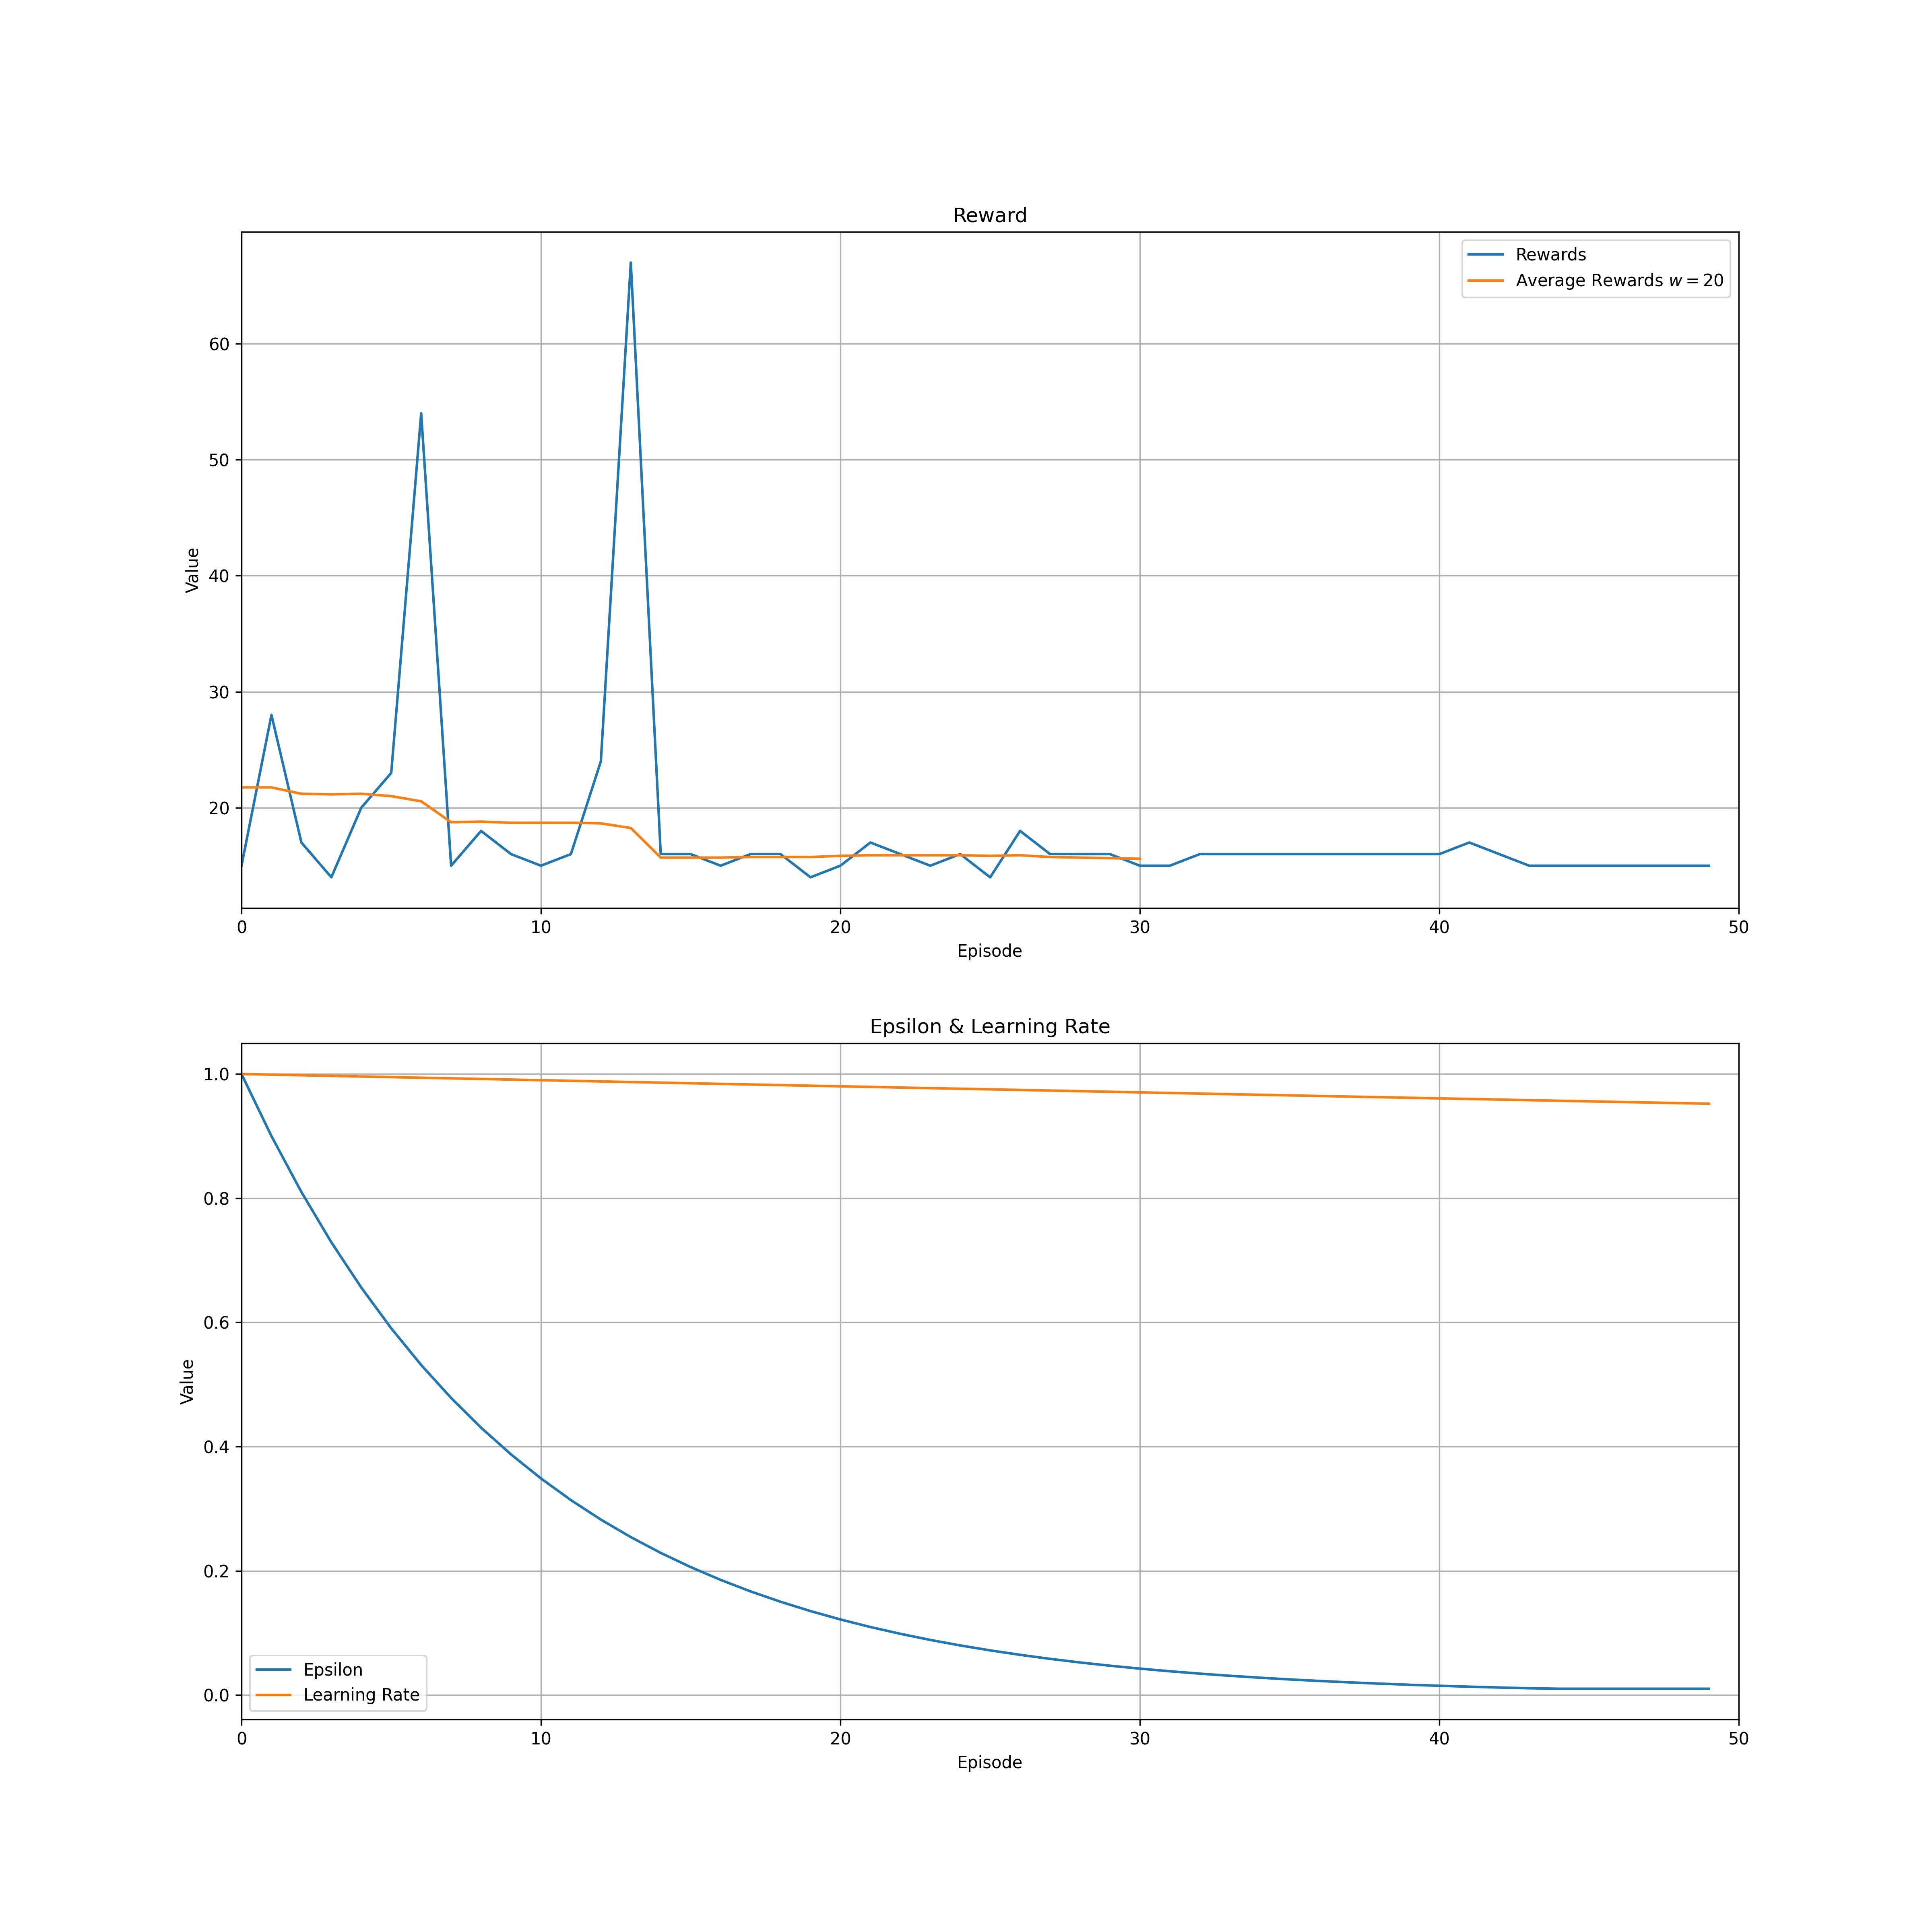 Reward
Rewards
Average Rewards w = 20
60
50
40
30
20
Value
0 10 20 30 40 50
Episode
Epsilon & Learning Rate
1.0
0.8
0.6
0.4
0.2
0.0
Value
Epsilon
Learning Rate
0 10 20 30 40 50
Episode